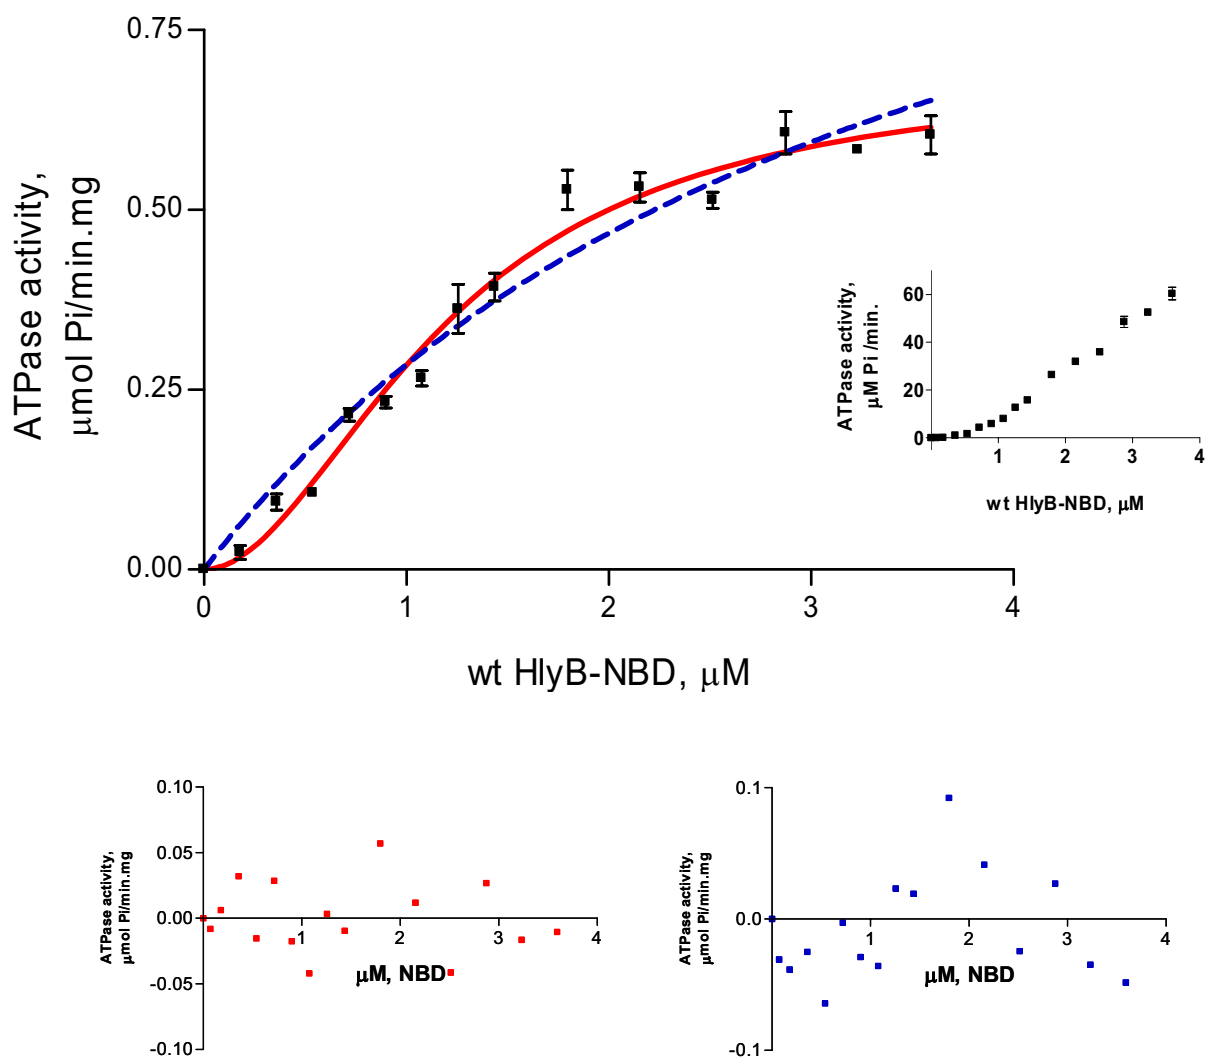 0.75
0.50
0.25
0.00
ATPase activity,
μmol Pi/min.mg
0 1 2 3 4
wt HlyB-NBD, μM
60
40
20
0
ATPase activity,
μM Pi /min.
1 2 3 4
wt HlyB-NBD, μM
0.10
0.05
0.00
-0.05
-0.10
ATPase activity,
μmol Pi/min.mg
1 2 3 4
μM, NBD
0.1
0.0
-0.1
ATPase activity,
μmol Pi/min.mg
1 2 3 4
μM, NBD